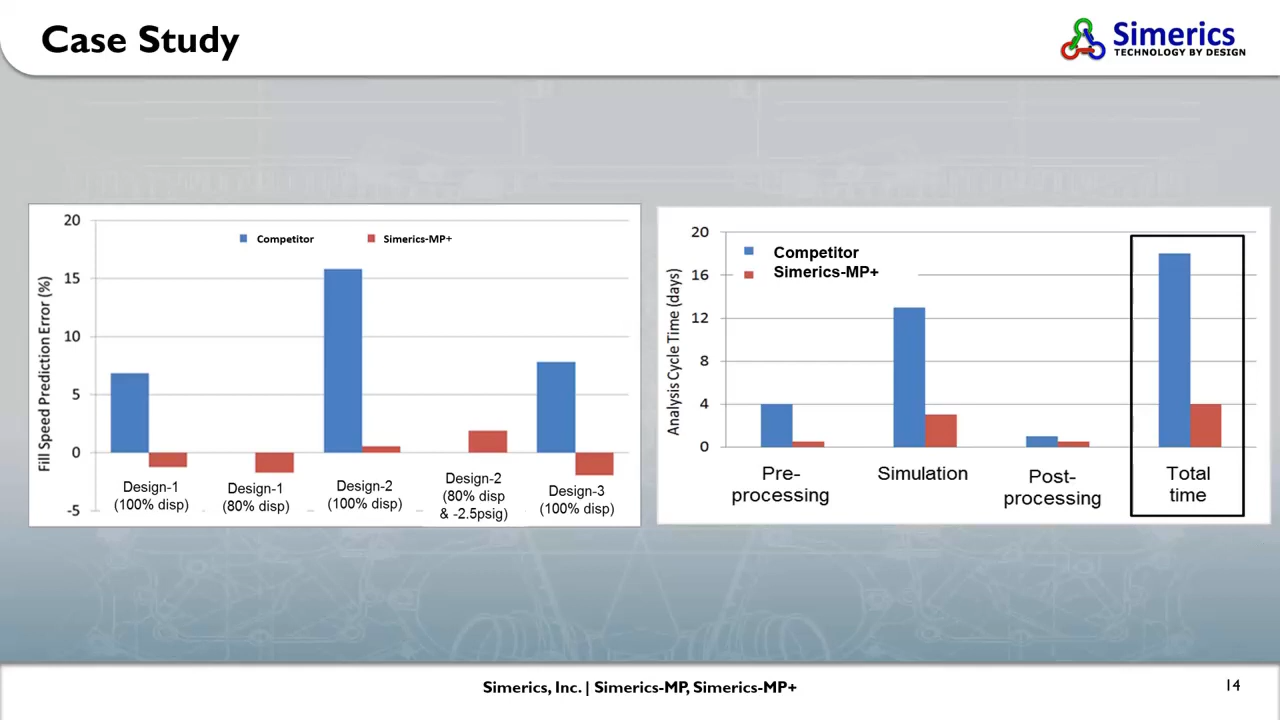 Case Study
Simerics
TECHNOLOGY BY DESIGN
Fill Speed Prediction Error (%)
20
15
10
5
0
-5
Competitor
Simerics-MP+
Design-1
(100% disp)
Design-1
(80% disp)
Design-2
(100% disp)
Design-2
(80% disp
& -2.5psig)
Design-3
(100% disp)
Analysis Cycle Time (days)
20
16
12
8
4
0
Competitor
Simerics-MP+
Pre-
processing
Simulation
Post-
processing
Total
time
Simerics, Inc. | Simerics-MP, Simerics-MP+
14